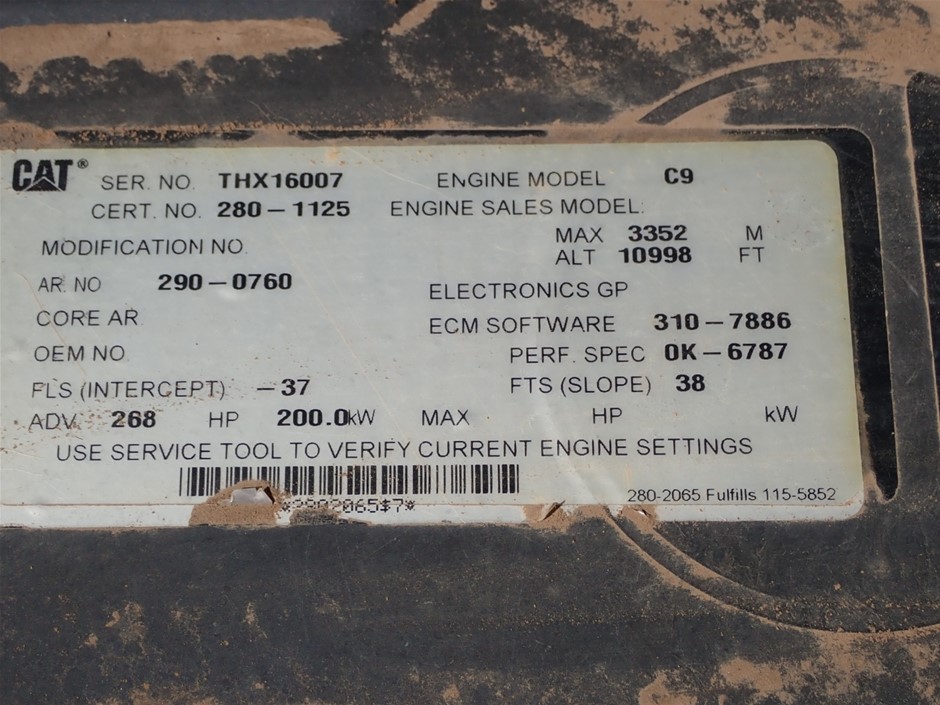 CAT® SER. NO. THX16007 ENGINE MODEL C9
CERT. NO. 280-1125 ENGINE SALES MODEL:
MODIFICATION NO. MAX 3352 M
ALT 10998 FT
AR. NO 290-0760 ELECTRONICS GP
CORE AR ECM SOFTWARE 310-7886
OEM NO PERF. SPEC 0K-6787
FLS (INTERCEPT) -37 FTS (SLOPE) 38
ADV. 268 HP 200.0kW MAX HP kW
USE SERVICE TOOL TO VERIFY CURRENT ENGINE SETTINGS
280-2065 Fulfills 115-5852